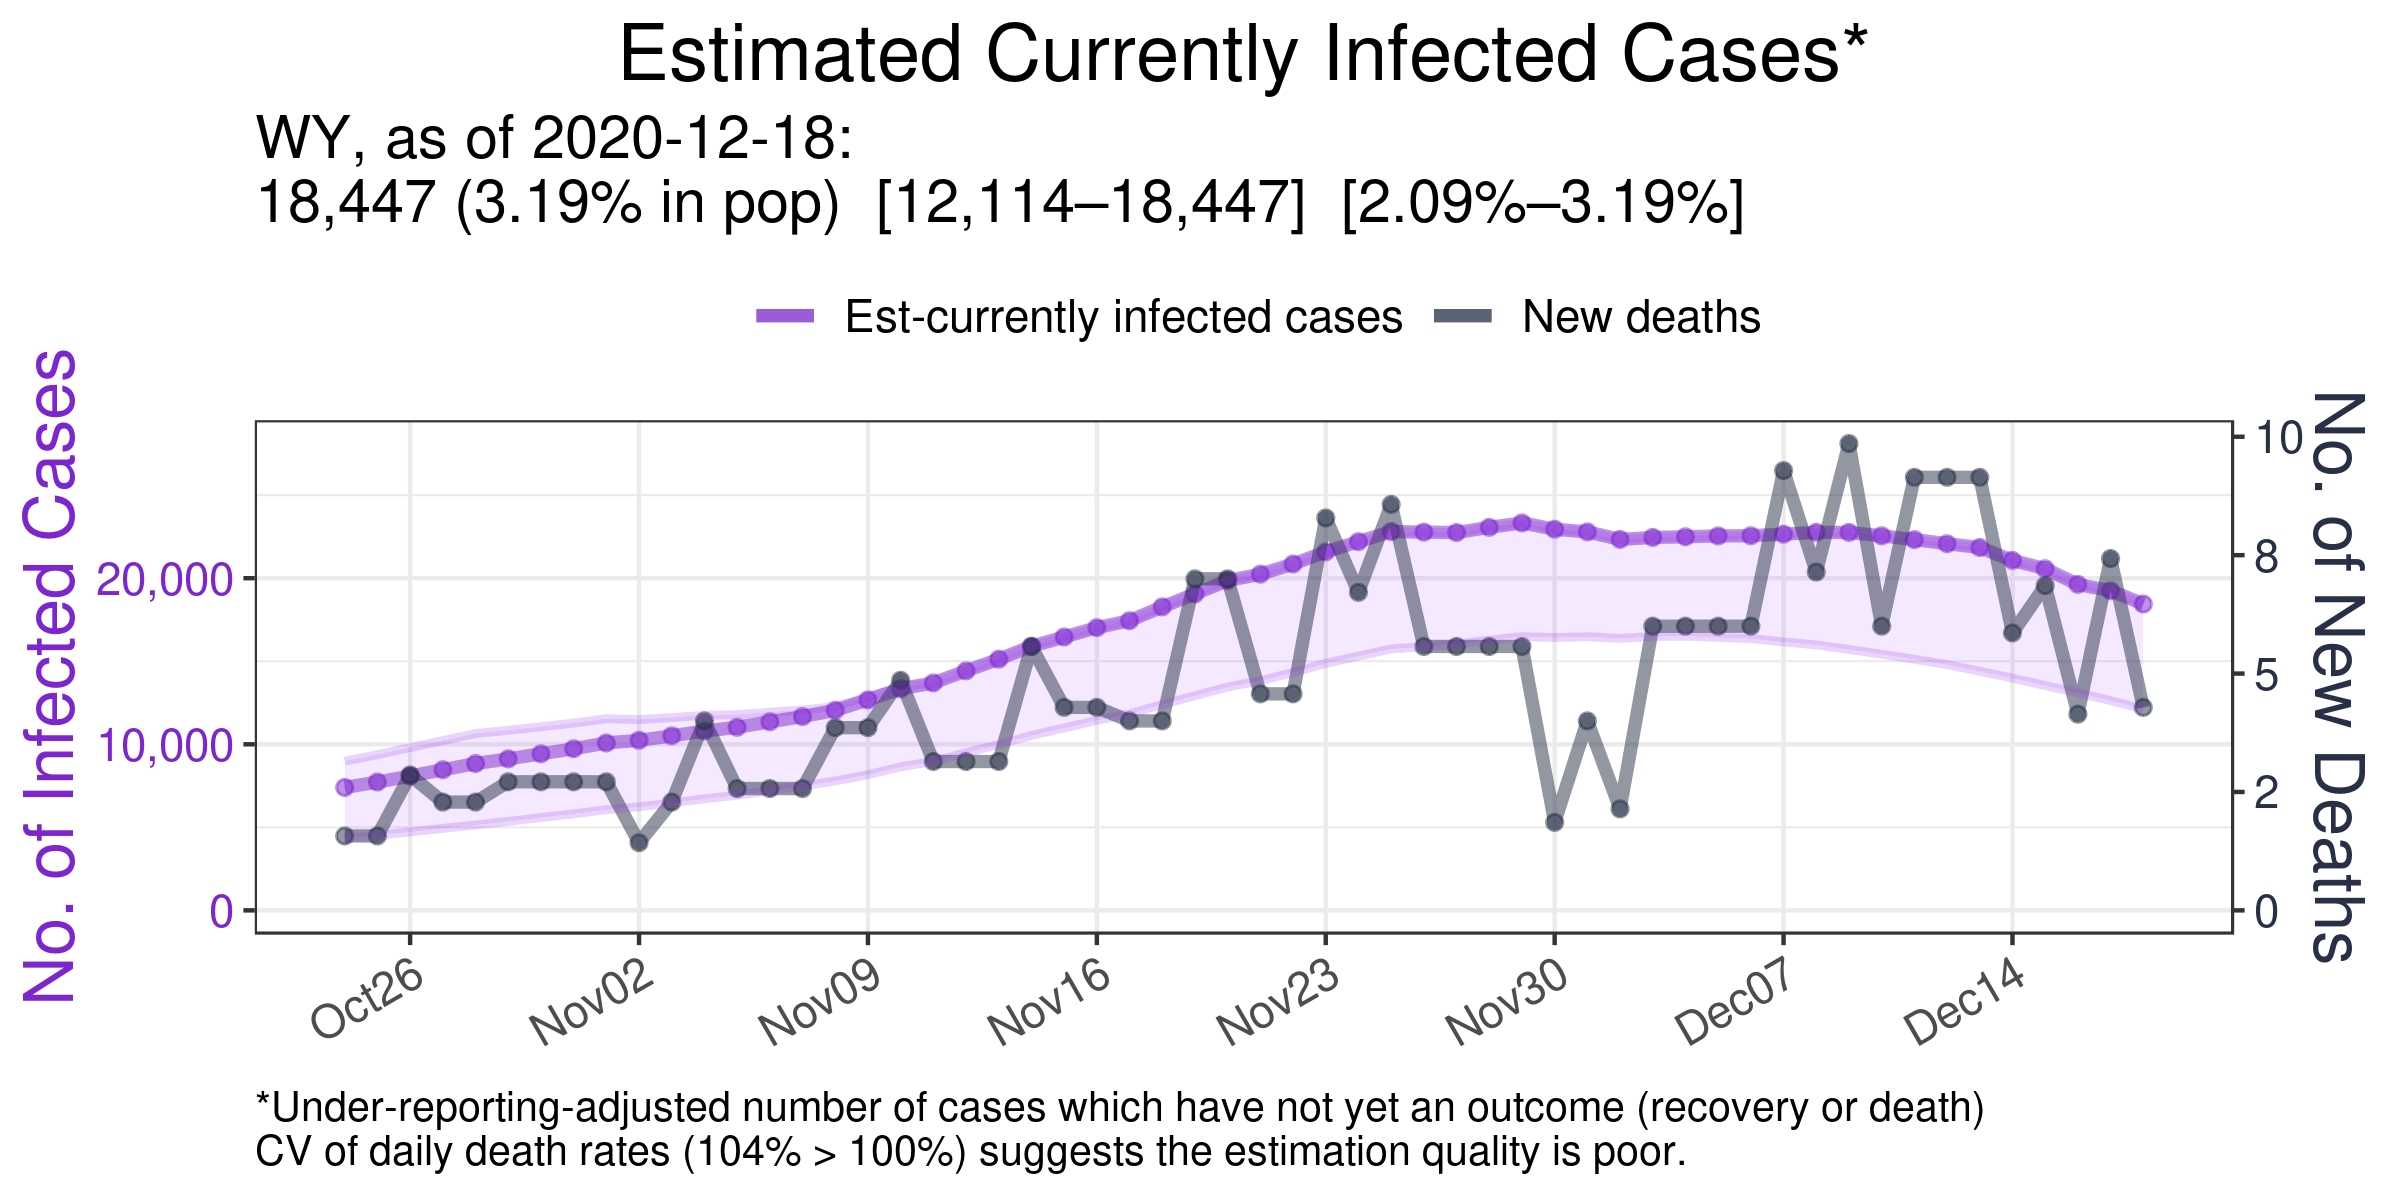 Estimated Currently Infected Cases*
WY, as of 2020-12-18:
18,447 (3.19% in pop)  [12,114–18,447]  [2.09%–3.19%]
Est-currently infected cases
New deaths
No. of Infected Cases
20,000
10,000
0
No. of New Deaths
10
8
5
2
0
Oct26
Nov02
Nov09
Nov16
Nov23
Nov30
Dec07
Dec14
*Under-reporting-adjusted number of cases which have not yet an outcome (recovery or death)
CV of daily death rates (104% > 100%) suggests the estimation quality is poor.